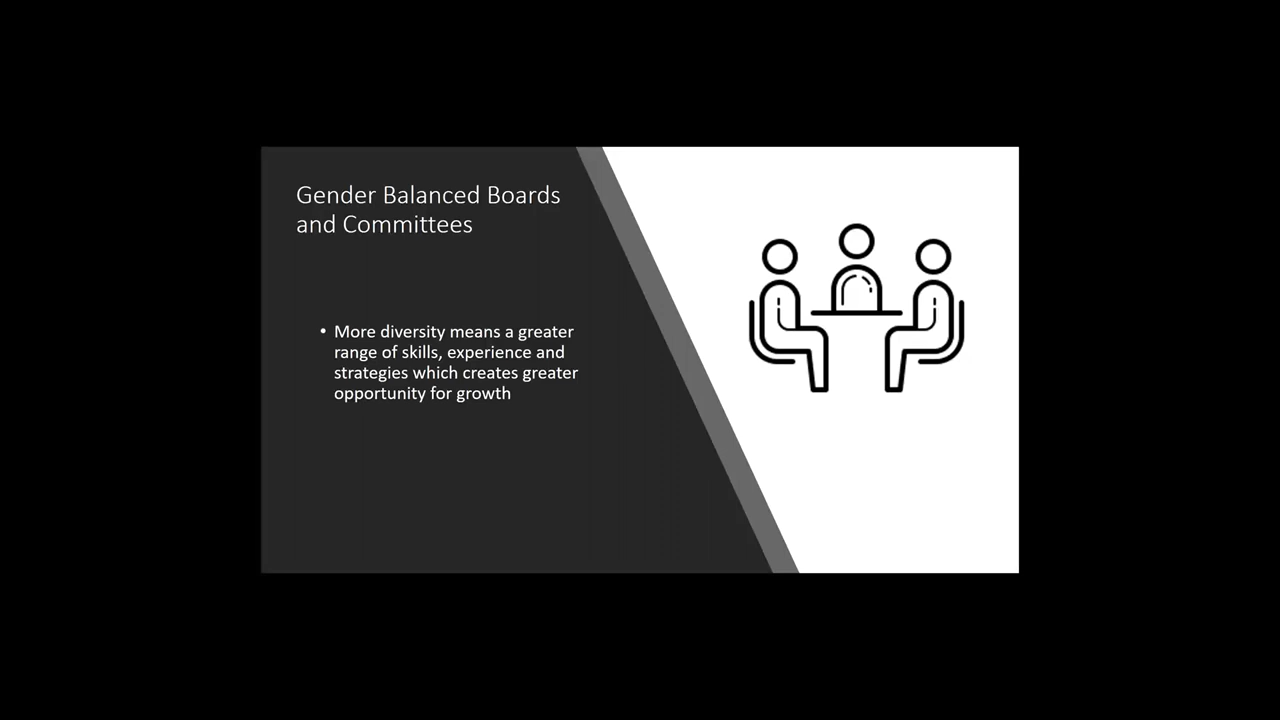 Gender Balanced Boards
and Committees
• More diversity means a greater
range of skills, experience and
strategies which creates greater
opportunity for growth